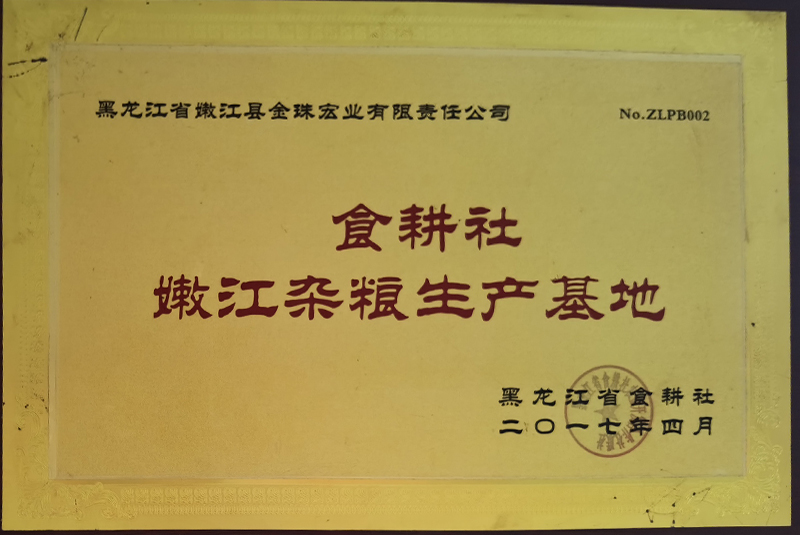 黑龙江省嫩江县金珠宏业有限责任公司
No.ZLPB002
食耕社
嫩江杂粮生产基地
黑龙江省食耕社
二〇一七年四月